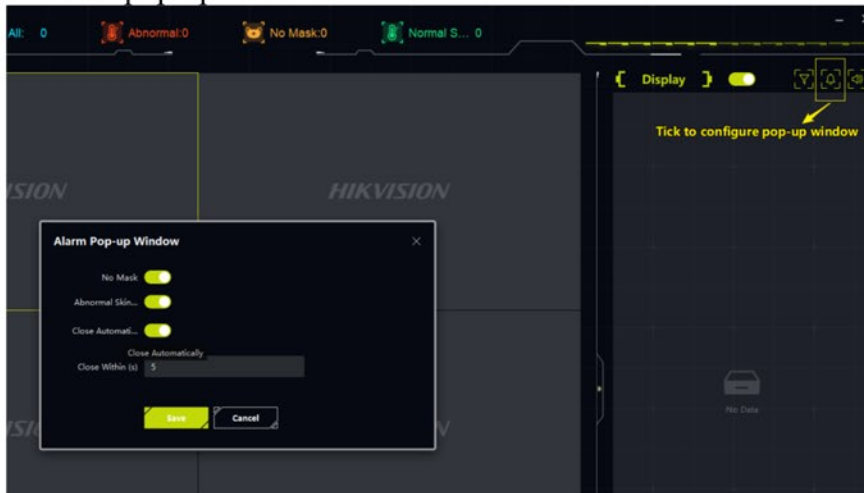 All: 0 Abnormal:0 No Mask:0 Normal S... 0
Display
Tick to configure pop-up window
HIKVISION
Alarm Pop-up Window
No Mask
Abnormal Skin...
Close Automati...
Close Automatically
Close Within (s) 5
Save Cancel
No Data